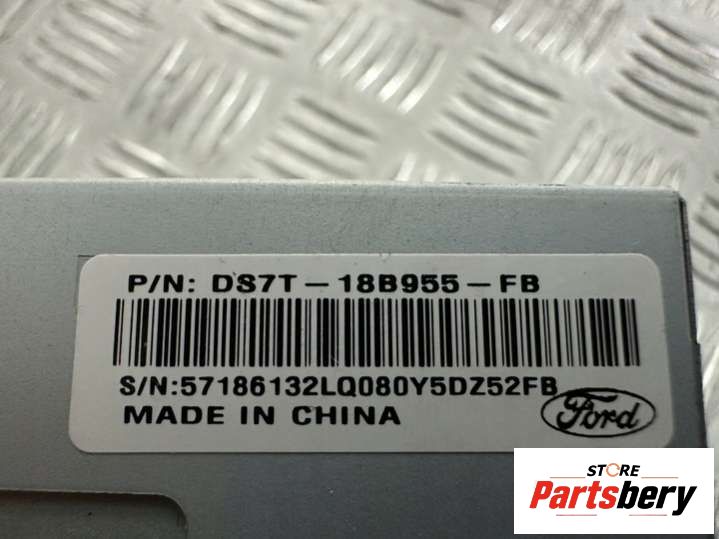 P/N: DS7T-18B955-FB
S/N:57186132LQ080Y5DZ52FB
MADE IN CHINA
Ford
STORE
Partsbery